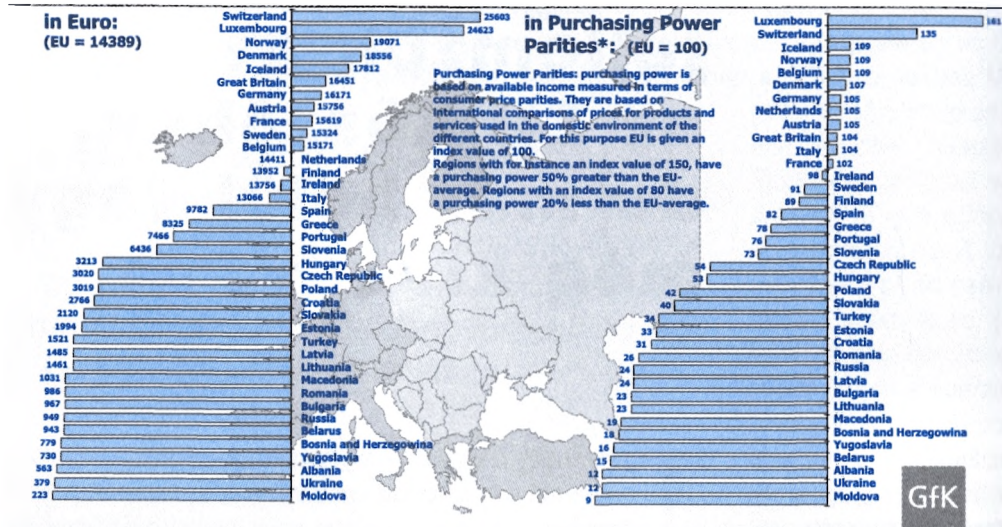 in Euro:
(EU = 14389)
Switzerland 25603
Luxembourg 24623
Norway 19071
Denmark 18556
Iceland 17812
Great Britain 16451
Germany 16171
Austria 15756
France 15619
Sweden 15324
Belgium 15171
14411 Netherlands
13952 Finland
13756 Ireland
13066 Italy
9782 Spain
8325 Greece
7466 Portugal
6436 Slovenia
3213 Hungary
3020 Czech Republic
3019 Poland
2766 Croatia
2120 Slovakia
1994 Estonia
1521 Turkey
1485 Latvia
1461 Lithuania
1031 Macedonia
986 Romania
967 Bulgaria
949 Russia
943 Belarus
779 Bosnia and Herzegowina
730 Yugoslavia
563 Albania
379 Ukraine
223 Moldova
in Purchasing Power
Parities*: (EU = 100)
Purchasing Power Parities: purchasing power is
based on available income measured in terms of
consumer price parities. They are based on
international comparisons of prices for products and
services used in the domestic environment of the
different countries. For this purpose EU is given an
index value of 100.
Regions with for instance an index value of 150, have
a purchasing power 50% greater than the EU-
average. Regions with an index value of 80 have
a purchasing power 20% less than the EU-average.
Luxembourg
Switzerland 135
Iceland 109
Norway 109
Belgium 109
Denmark 107
Germany 105
Netherlands 105
Austria 105
Great Britain 104
Italy 104
France 102
98 Ireland
91 Sweden
89 Finland
82 Spain
78 Greece
76 Portugal
73 Slovenia
54 Czech Republic
53 Hungary
42 Poland
40 Slovakia
34 Turkey
33 Estonia
31 Croatia
26 Romania
24 Russia
24 Latvia
23 Bulgaria
23 Lithuania
19 Macedonia
18 Bosnia and Herzegowina
16 Yugoslavia
15 Belarus
12 Albania
12 Ukraine
9 Moldova
GfK